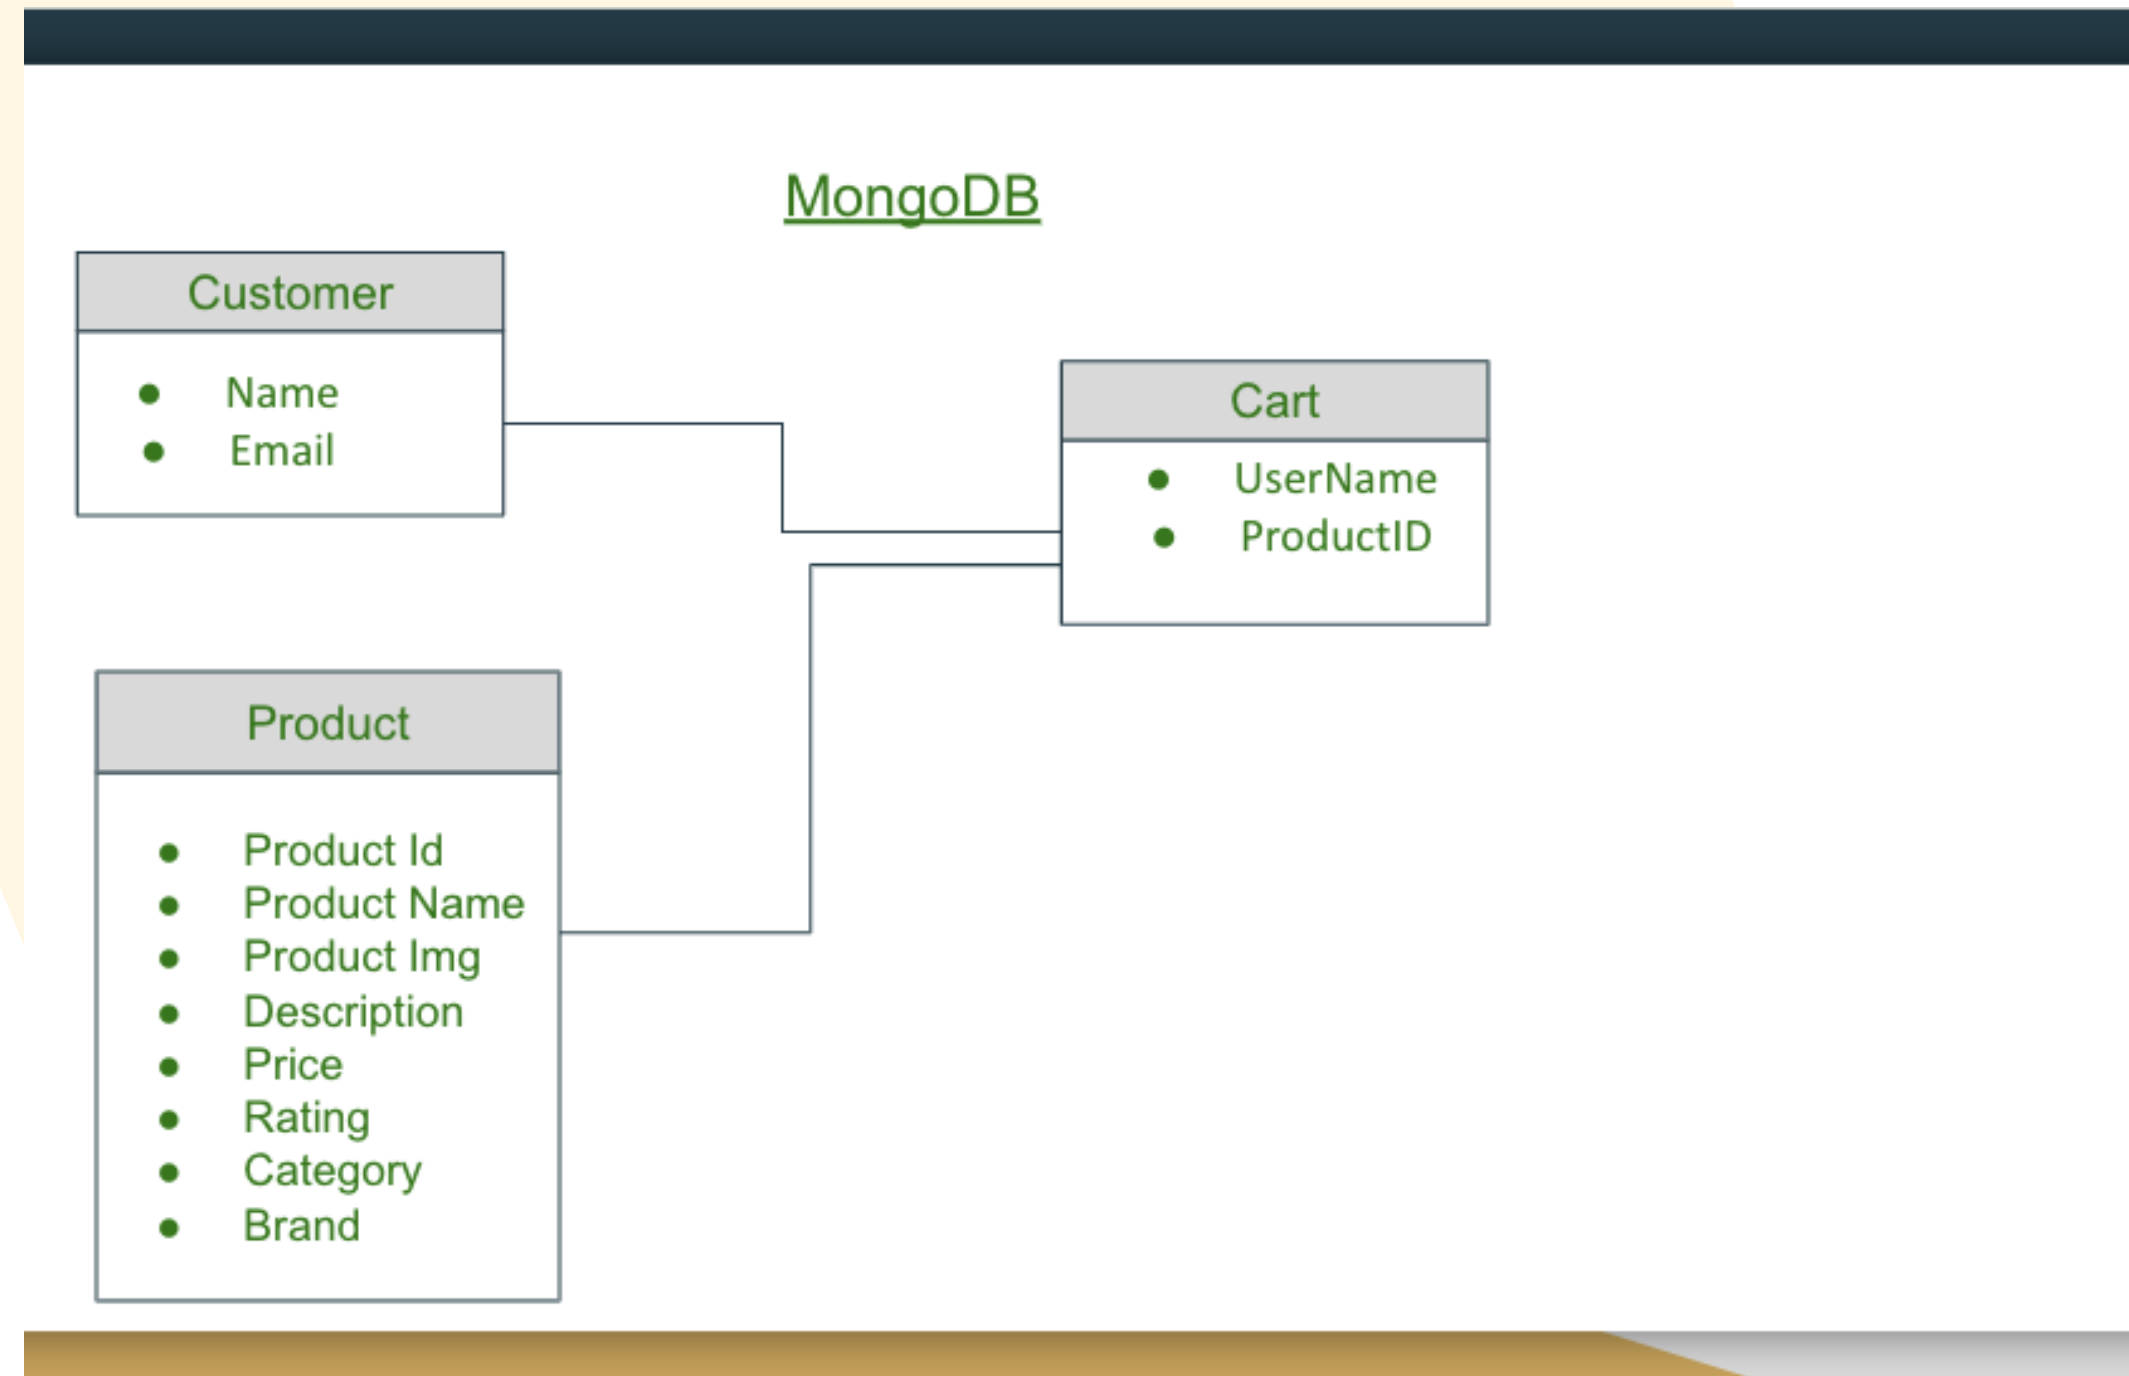 MongoDB
Customer
Name
Email
Cart
UserName
ProductID
Product
Product Id
Product Name
Product Img
Description
Price
Rating
Category
Brand